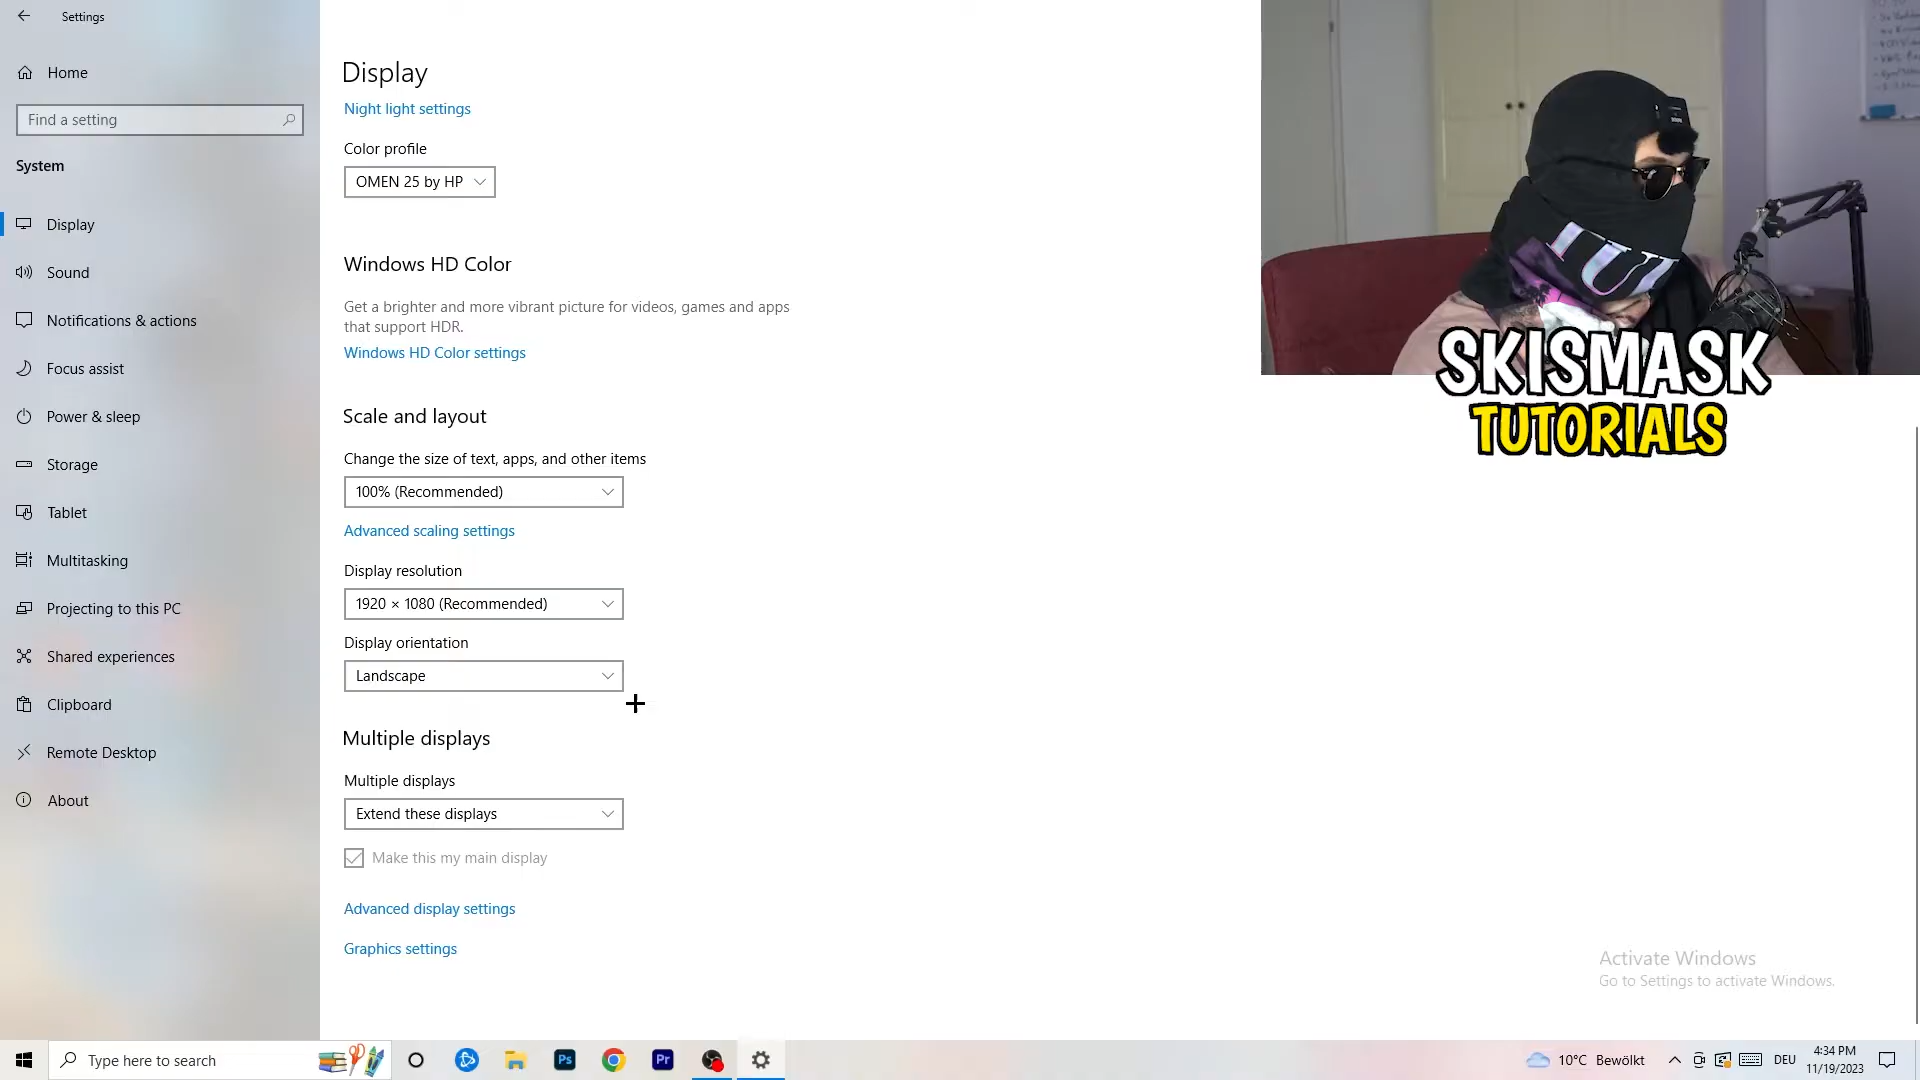 Settings
Home
Find a setting
System
Display
Sound
Notifications & actions
Focus assist
Power & sleep
Storage
Tablet
Multitasking
Projecting to this PC
Shared experiences
Clipboard
Remote Desktop
About
Display
Night light settings
Color profile
OMEN 25 by HP
Windows HD Color
Get a brighter and more vibrant picture for videos, games and apps
that support HDR.
Windows HD Color settings
Scale and layout
Change the size of text, apps, and other items
100% (Recommended)
Advanced scaling settings
Display resolution
1920 × 1080 (Recommended)
Display orientation
Landscape
Multiple displays
Multiple displays
Extend these displays
Make this my main display
Advanced display settings
Graphics settings
SKISMASK
TUTORIALS
Activate Windows
Go to Settings to activate Windows.
Type here to search
Ps
Pr
10°C Bewölkt
DEU
4:34 PM
11/19/2023